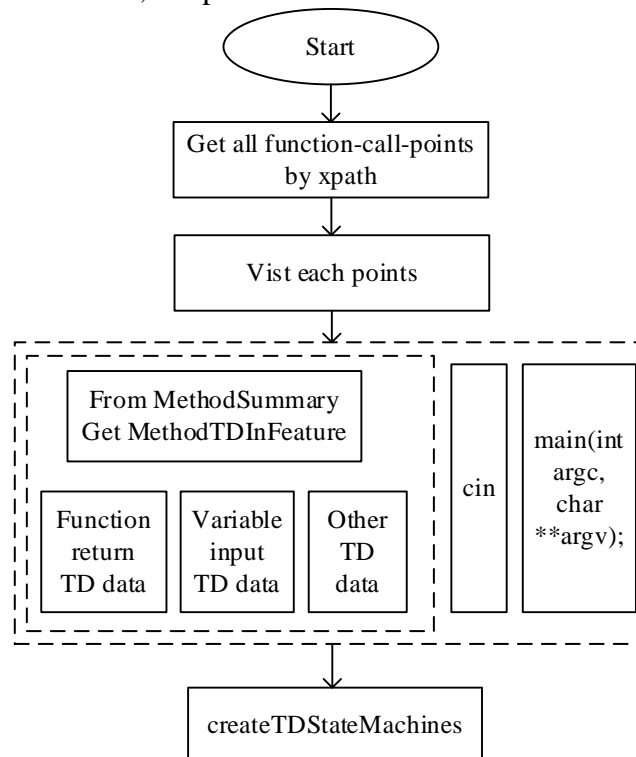 Start
Get all function-call-points
by xpath
Vist each points
From MethodSummary
Get MethodTDInFeature
Function
return
TD data
Variable
input
TD data
Other
TD
data
cin
main(int
argc,
char
**argv);
createTDStateMachines